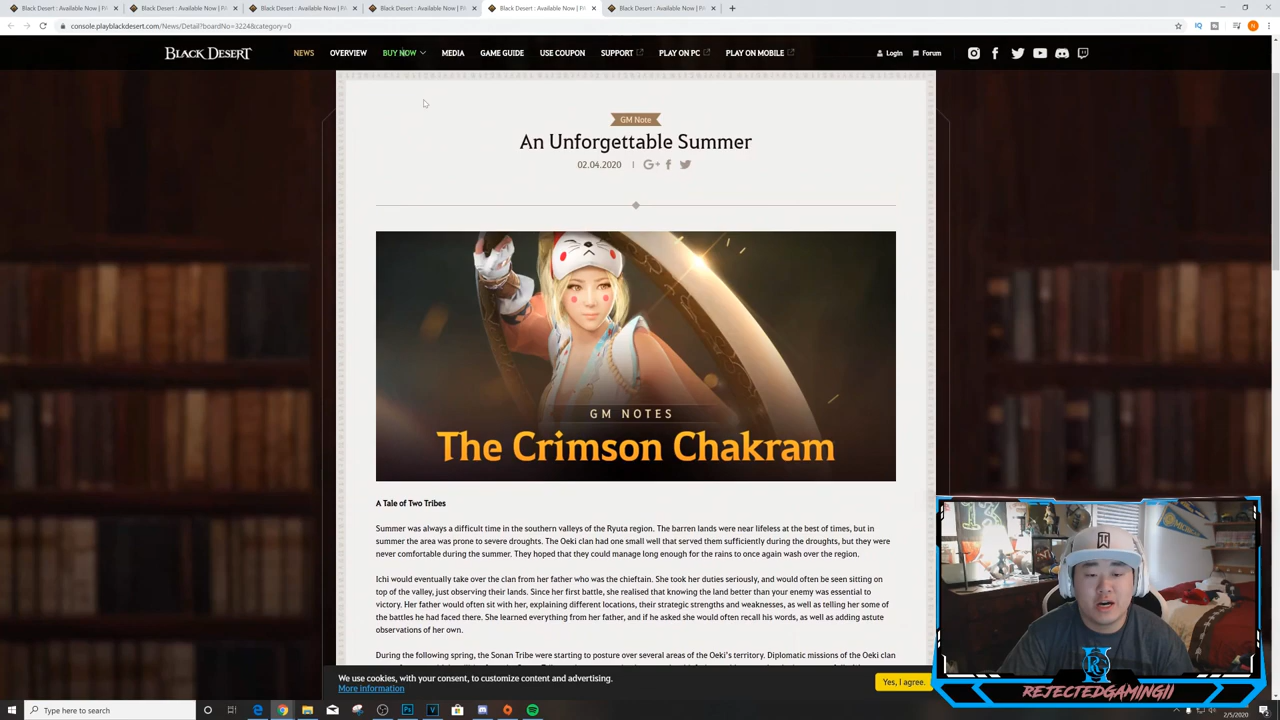 Black Desert : Available Now | P/ Black Desert : Available Now | P/ Black Desert : Available Now | P/ Black Desert : Available Now | P/ Black Desert : Available Now | P/ Black Desert : Available Now | P/
console.playblackdesert.com/News/Detail?boardNo=3224&category=0
BLACK DESERT NEWS OVERVIEW BUY NOW MEDIA GAME GUIDE USE COUPON SUPPORT PLAY ON PC PLAY ON MOBILE Login Forum
GM Note
An Unforgettable Summer
02.04.2020 | G+
GM NOTES
The Crimson Chakram
A Tale of Two Tribes
Summer was always a difficult time in the southern valleys of the Ryuta region. The barren lands were near lifeless at the best of times, but in
summer the area was prone to severe droughts. The Oeki clan had one small well that served them sufficiently during the droughts, but they were
never comfortable during the summer. They hoped that they could manage long enough for the rains to once again wash over the region.
Ichi would eventually take over the clan from her father who was the chieftain. She took her duties seriously, and would often be seen sitting on
top of the valley, just observing their lands. Since her first battle, she realised that knowing the land better than your enemy was essential to
victory. Her father would often sit with her, explaining different locations, their strategic strengths and weaknesses, as well as telling her some of
the battles he had faced there. She learned everything from her father, and if he asked she would often recall his words, as well as adding astute
observations of her own.
During the following spring, the Sonan Tribe were starting to posture over several areas of the Oeki's territory. Diplomatic missions of the Oeki clan
We use cookies, with your consent, to customize content and advertising.
More information
Yes, I agree.
REJECTEDGAMING11
Type here to search
2/5/2020